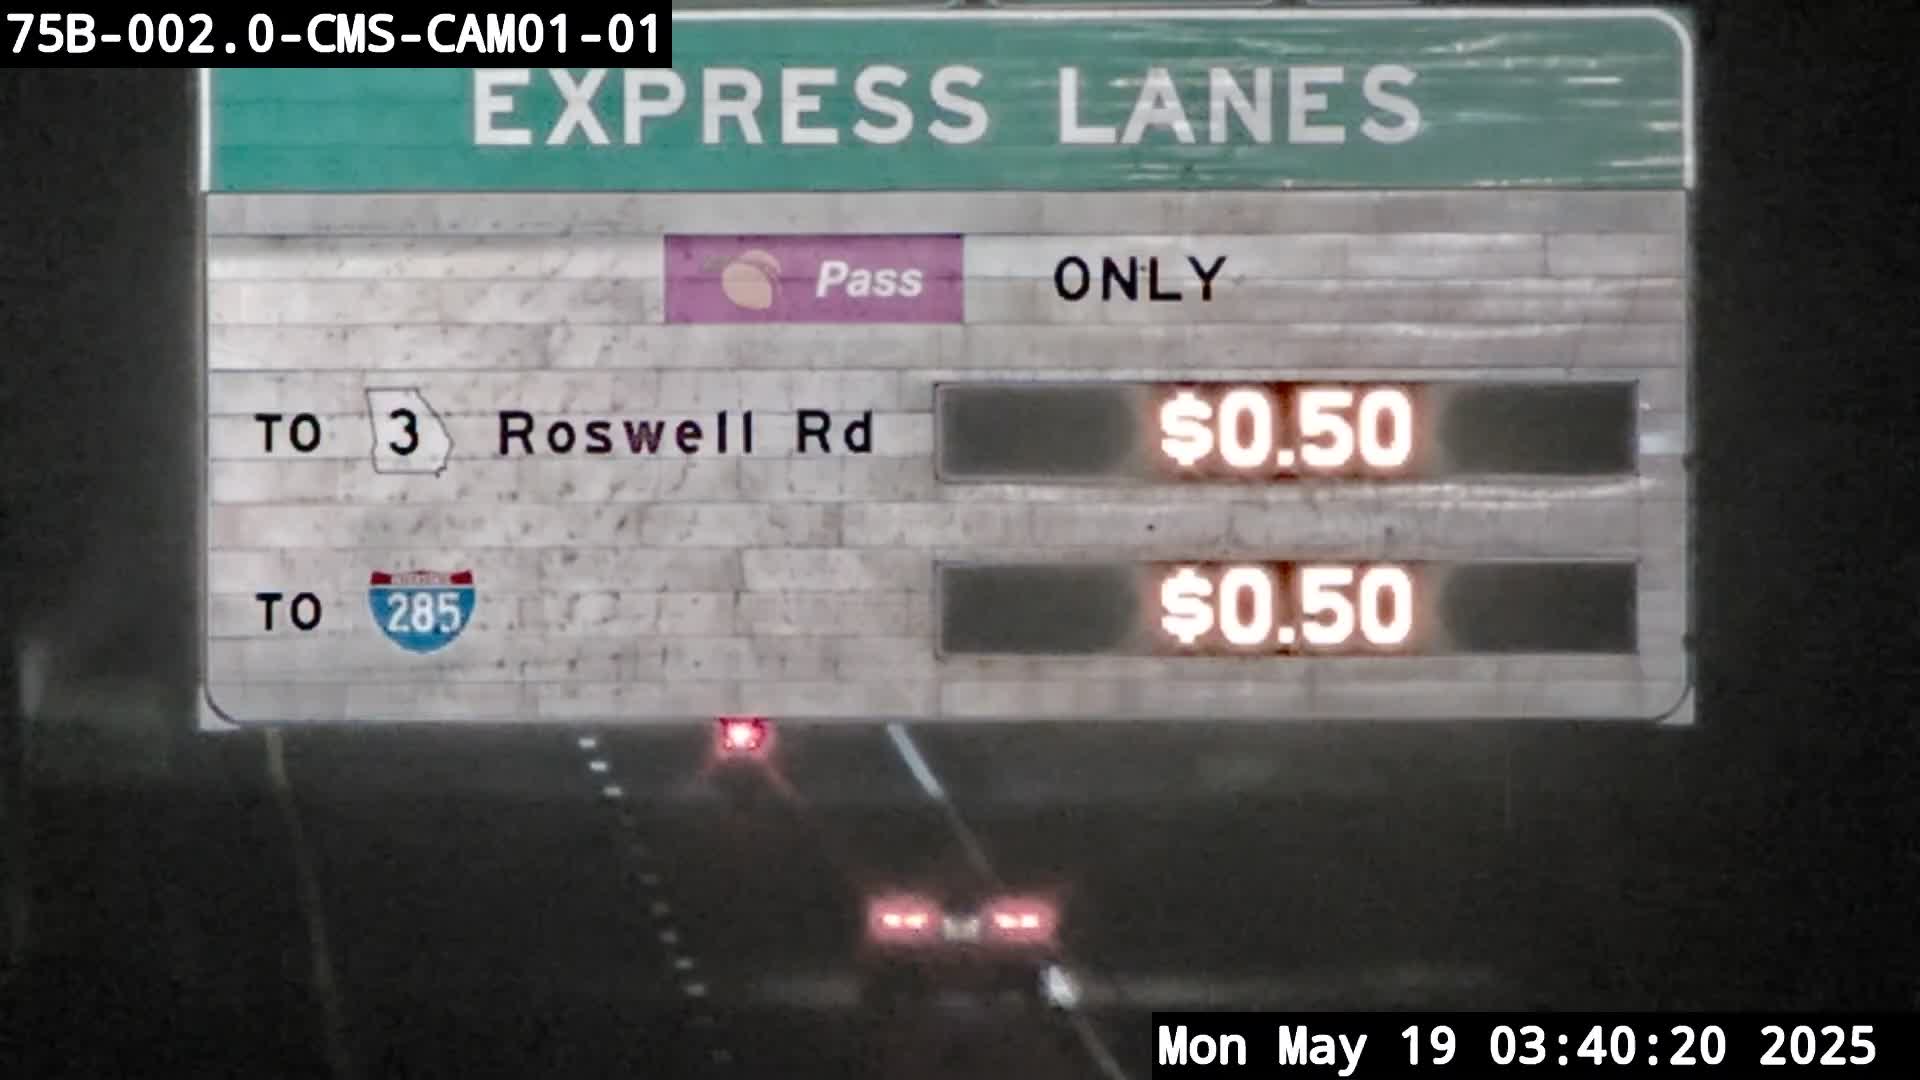 75B-002.0-CMS-CAM01-01
EXPRESS LANES
Pass ONLY
TO 3 Roswell Rd $0.50
TO 285 $0.50
Mon May 19 03:40:20 2025